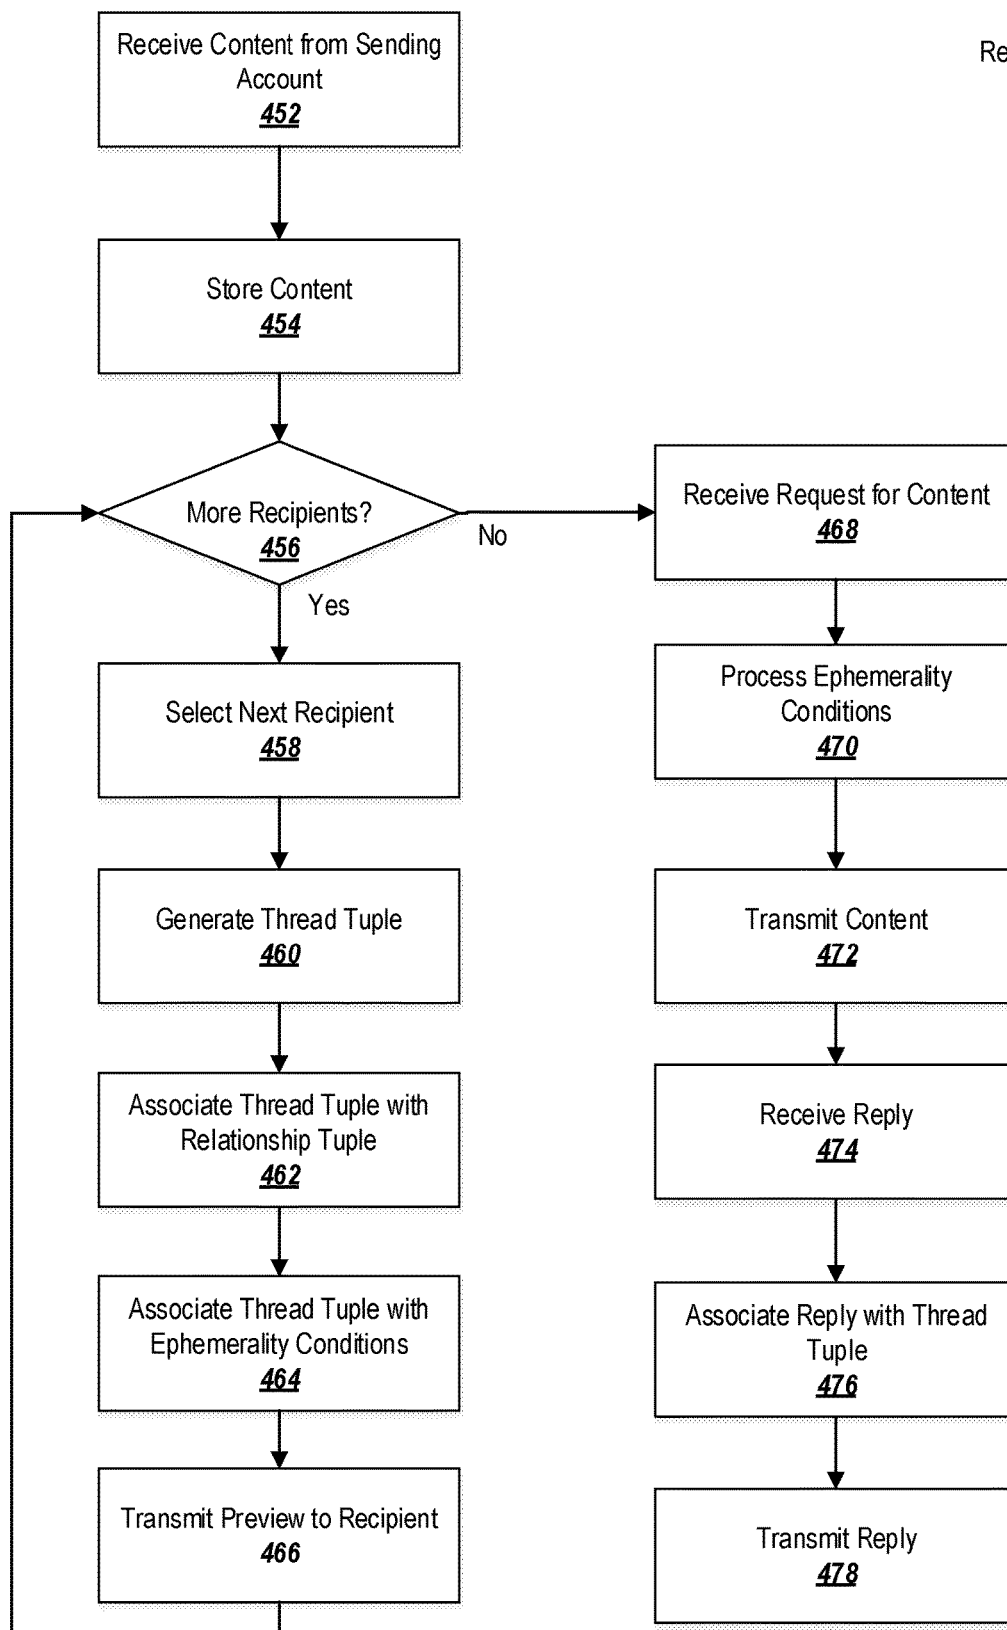 Receive Content from Sending
Account
452
Re
Store Content
454
More Recipients?
456
No
Yes
Select Next Recipient
458
Generate Thread Tuple
460
Associate Thread Tuple with
Relationship Tuple
462
Associate Thread Tuple with
Ephemerality Conditions
464
Transmit Preview to Recipient
466
Receive Request for Content
468
Process Ephemerality
Conditions
470
Transmit Content
472
Receive Reply
474
Associate Reply with Thread
Tuple
476
Transmit Reply
478